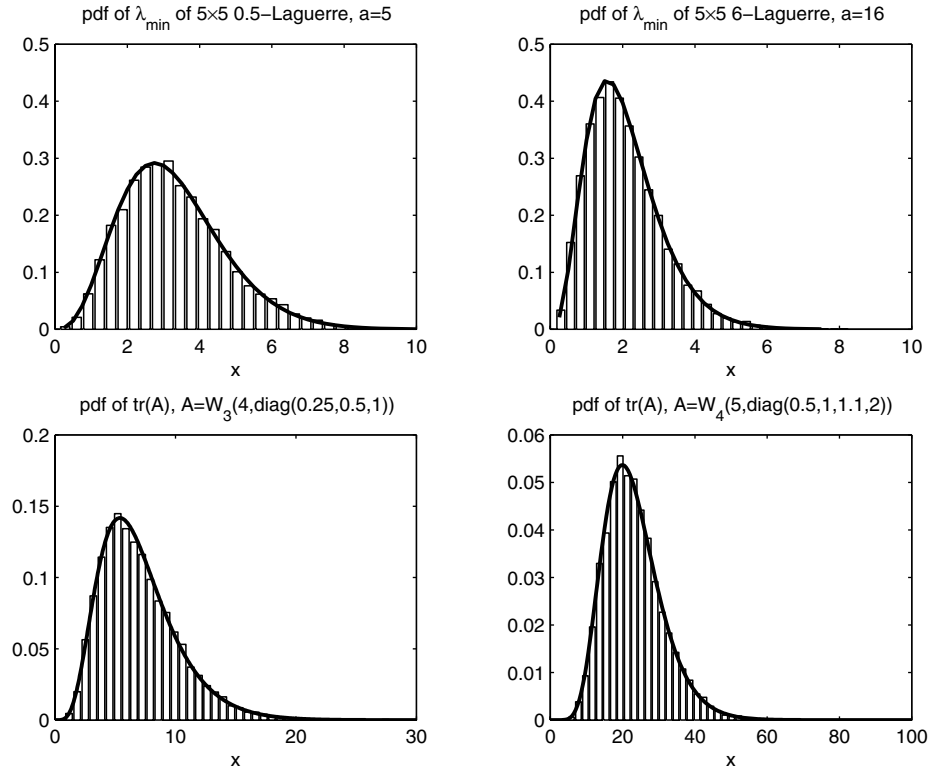 pdf of λmin of 5×5 0.5−Laguerre, a=5
0.5
0.4
0.3
0.2
0.1
0
0 2 4 6 8 10
x
pdf of λmin of 5×5 6−Laguerre, a=16
0.5
0.4
0.3
0.2
0.1
0
0 2 4 6 8 10
x
pdf of tr(A), A=W3(4,diag(0.25,0.5,1))
0.2
0.15
0.1
0.05
0
0 10 20 30
x
pdf of tr(A), A=W4(5,diag(0.5,1,1.1,2))
0.06
0.05
0.04
0.03
0.02
0.01
0
0 20 40 60 80 100
x